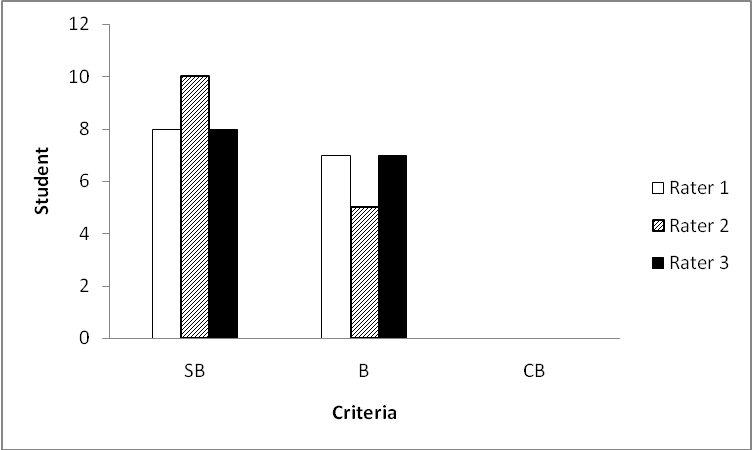 12
10
8
6
4
2
0
Student
SB B CB
Criteria
Rater 1
Rater 2
Rater 3